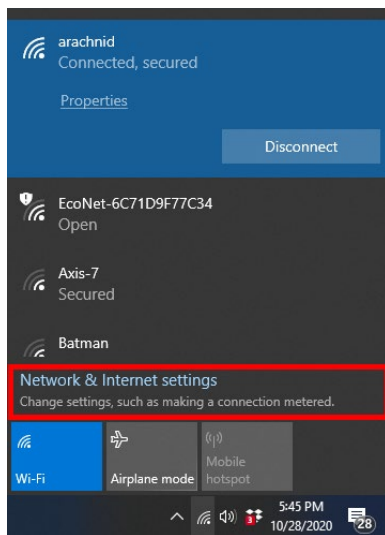 arachnid
Connected, secured
Properties
Disconnect
EcoNet-6C71D9F77C34
Open
Axis-7
Secured
Batman
Network & Internet settings
Change settings, such as making a connection metered.
Wi-Fi
Airplane mode
Mobile
hotspot
5:45 PM
10/28/2020
28